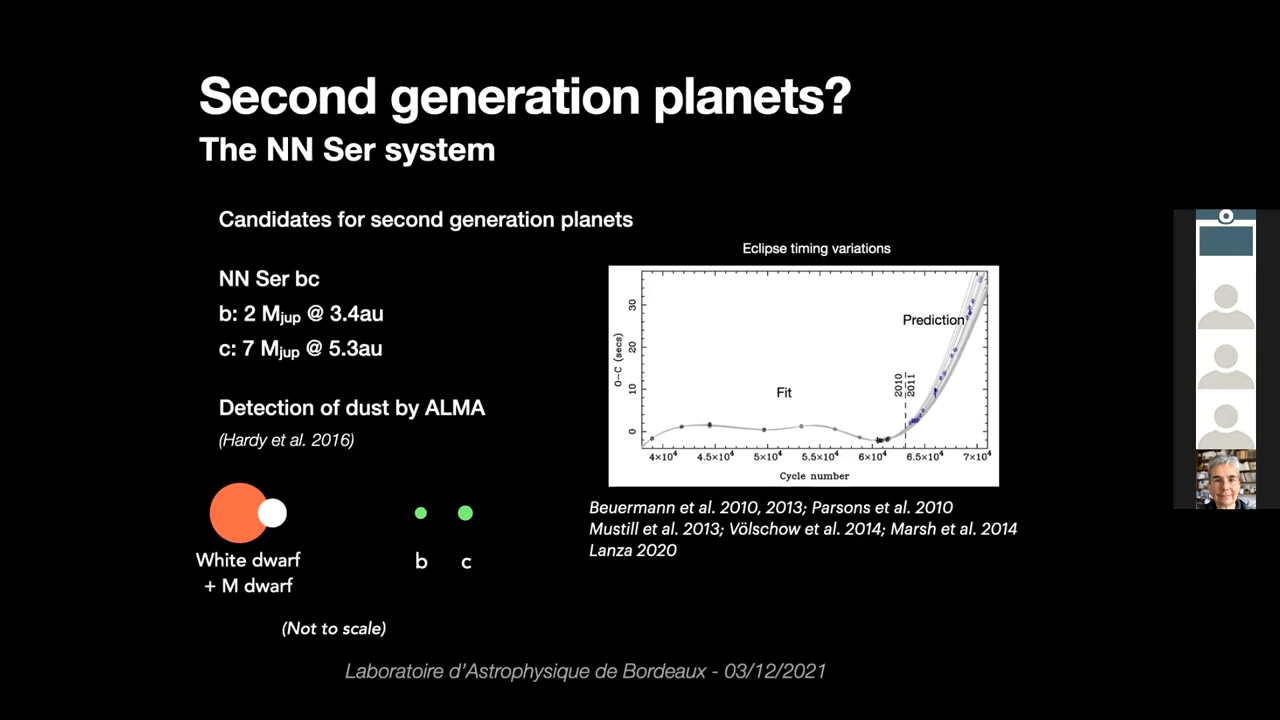 Second generation planets?
The NN Ser system
Candidates for second generation planets
NN Ser bc
b: 2 Mjup @ 3.4au
c: 7 Mjup @ 5.3au
Detection of dust by ALMA
(Hardy et al. 2016)
White dwarf
+ M dwarf
b
c
(Not to scale)
Eclipse timing variations
O-C (secs)
30
20
10
0
Fit
Prediction
2010
2011
4×10⁴
4.5×10⁴
5×10⁴
5.5×10⁴
6×10⁴
6.5×10⁴
7×10⁴
Cycle number
Beuermann et al. 2010, 2013; Parsons et al. 2010
Mustill et al. 2013; Völschow et al. 2014; Marsh et al. 2014
Lanza 2020
Laboratoire d'Astrophysique de Bordeaux - 03/12/2021